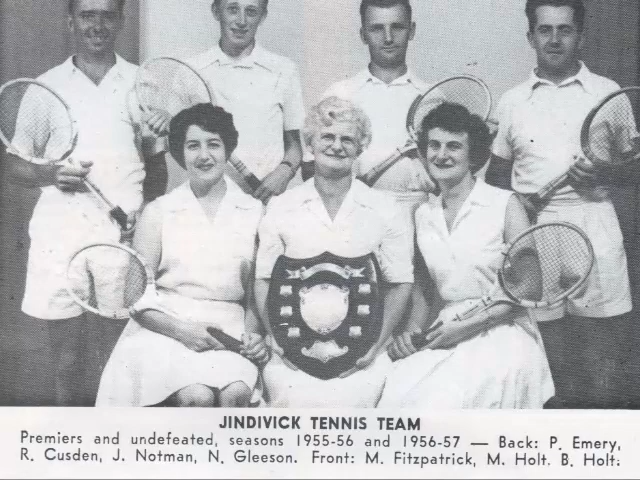 JINDIVICK TENNIS TEAM
Premiers and undefeated, seasons 1955-56 and 1956-57 — Back: P. Emery,
R. Cusden, J. Notman, N. Gleeson. Front: M. Fitzpatrick, M. Holt. B. Holt.